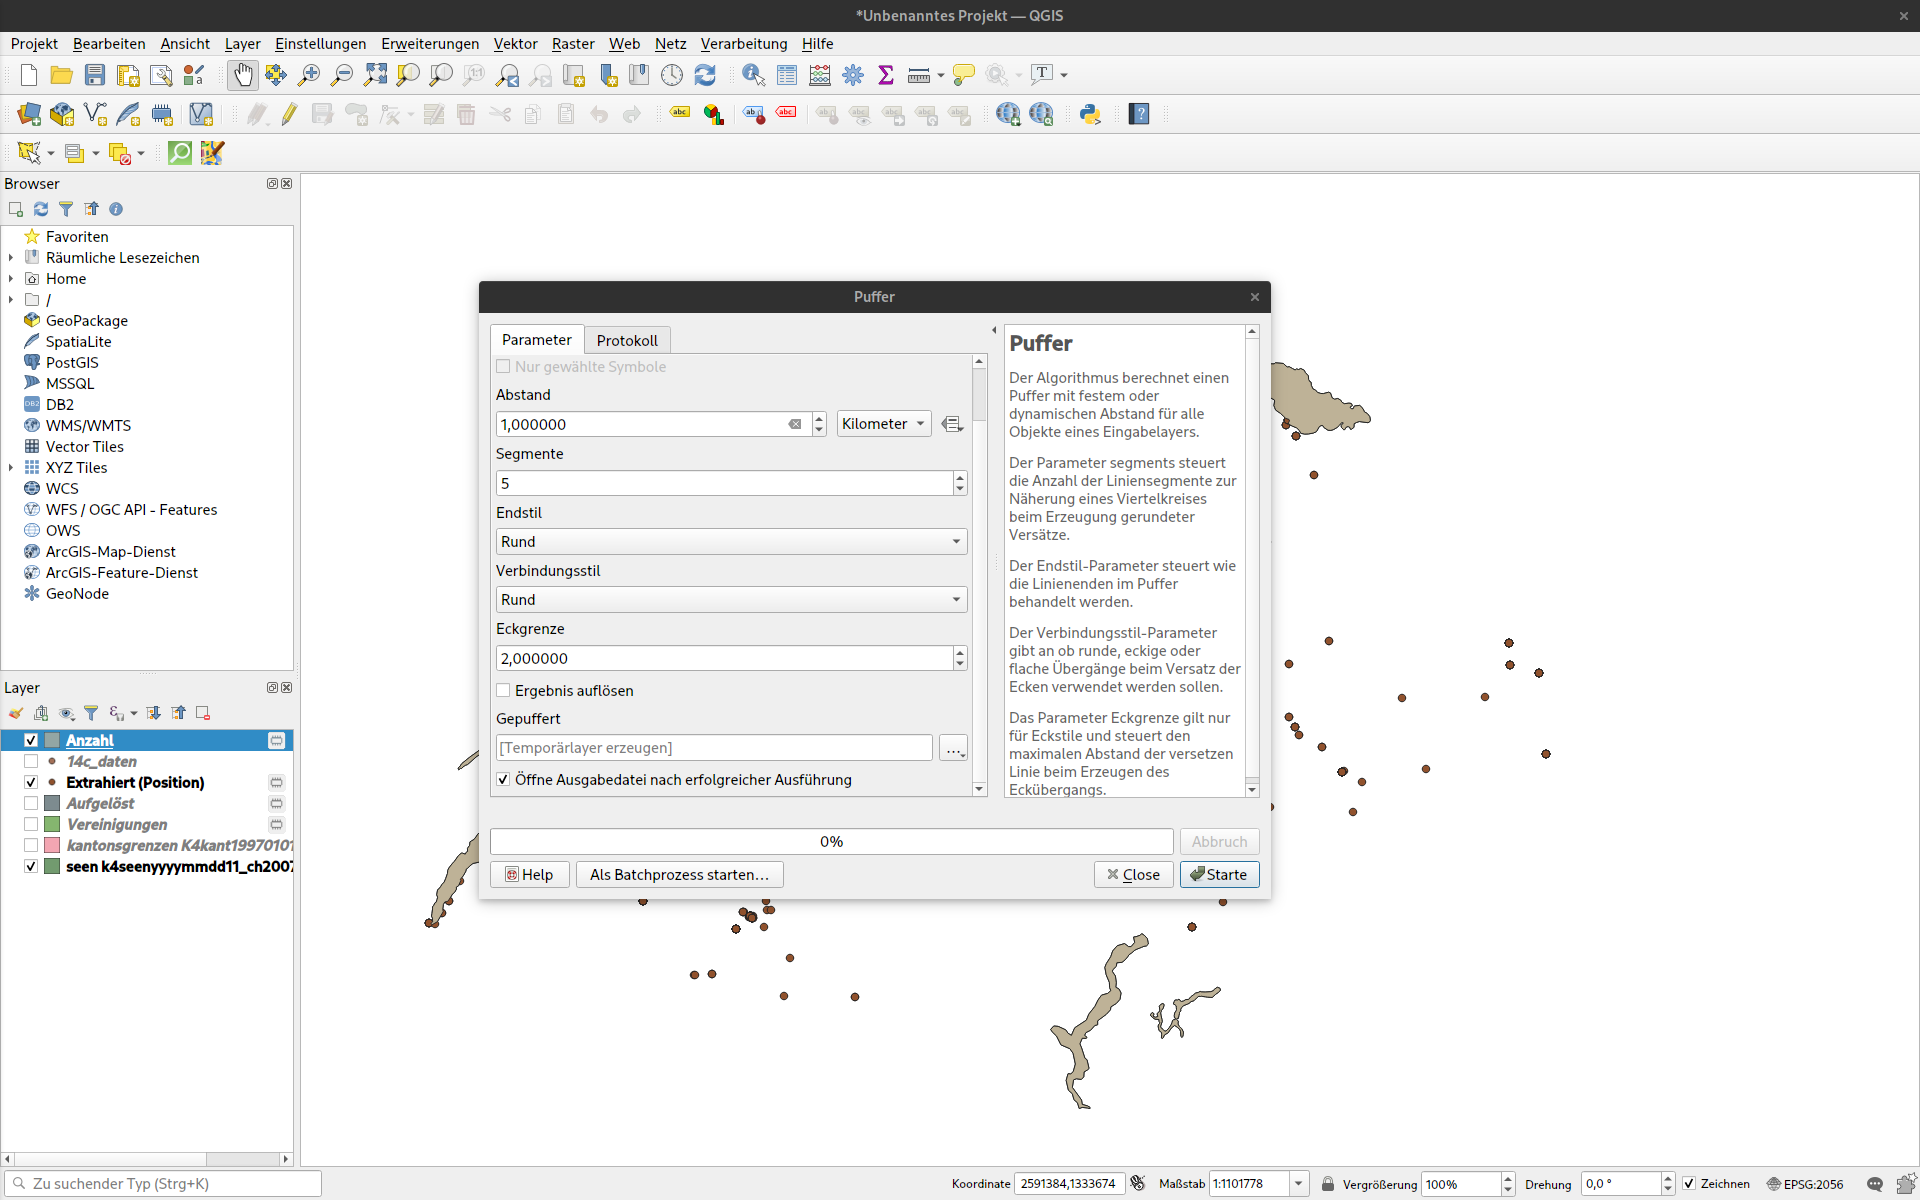 *Unbenanntes Projekt — QGIS
Projekt Bearbeiten Ansicht Layer Einstellungen Erweiterungen Vektor Raster Web Netz Verarbeitung Hilfe
Browser
Favoriten
Räumliche Lesezeichen
Home
/
GeoPackage
SpatiaLite
PostGIS
MSSQL
DB2
WMS/WMTS
Vector Tiles
XYZ Tiles
WCS
WFS / OGC API - Features
OWS
ArcGIS-Map-Dienst
ArcGIS-Feature-Dienst
GeoNode
Layer
Anzahl
14c_daten
Extrahiert (Position)
Aufgelöst
Vereinigungen
kantonsgrenzen K4kant19970101
seen k4seenyyyymmdd11_ch2007
Puffer
Parameter Protokoll
Nur gewählte Symbole
Abstand
1,000000 Kilometer
Segmente
5
Endstil
Rund
Verbindungsstil
Rund
Eckgrenze
2,000000
Ergebnis auflösen
Gepuffert
[Temporärlayer erzeugen] ...
Öffne Ausgabedatei nach erfolgreicher Ausführung
Puffer
Der Algorithmus berechnet einen
Puffer mit festem oder
dynamischen Abstand für alle
Objekte eines Eingabelayers.
Der Parameter segments steuert
die Anzahl der Liniensegmente zur
Näherung eines Viertelkreises
beim Erzeugung gerundeter
Versätze.
Der Endstil-Parameter steuert wie
die Linienenden im Puffer
behandelt werden.
Der Verbindungsstil-Parameter
gibt an ob runde, eckige oder
flache Übergänge beim Versatz der
Ecken verwendet werden sollen.
Das Parameter Eckgrenze gilt nur
für Eckstile und steuert den
maximalen Abstand der versetzen
Linie beim Erzeugen des
Eckübergangs.
0% Abbruch
Help Als Batchprozess starten... Close Starte
Zu suchender Typ (Strg+K) Koordinate 2591384,1333674 Maßstab 1:1101778 Vergrößerung 100% Drehung 0,0 ° Zeichnen EPSG:2056